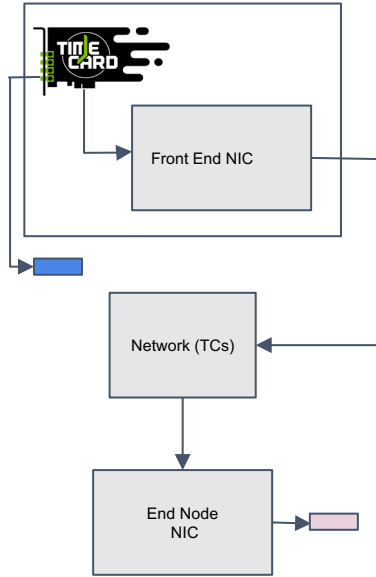 TIME
CARD
Front End NIC
Network (TCs)
End Node
NIC